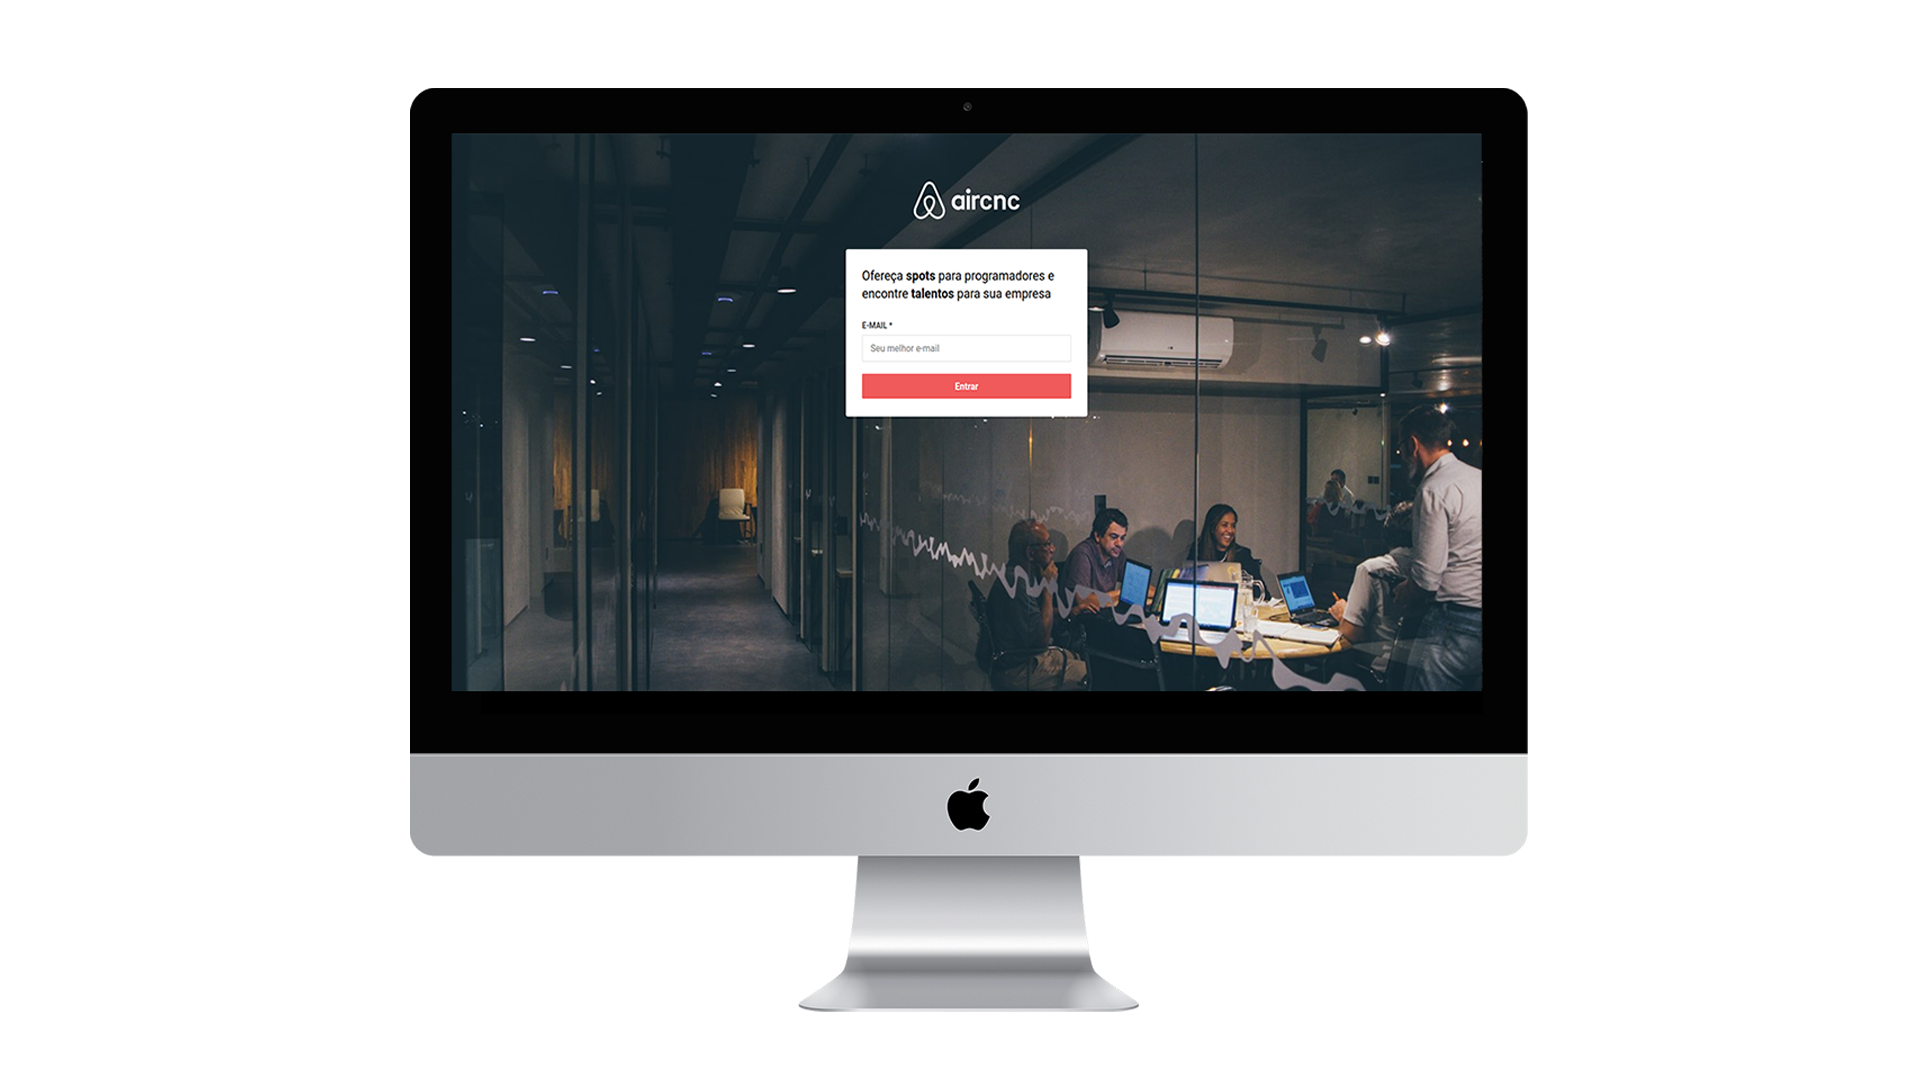 aircnc
Ofereça spots para programadores e
encontre talentos para sua empresa
E-MAIL *
Seu melhor e-mail
Entrar